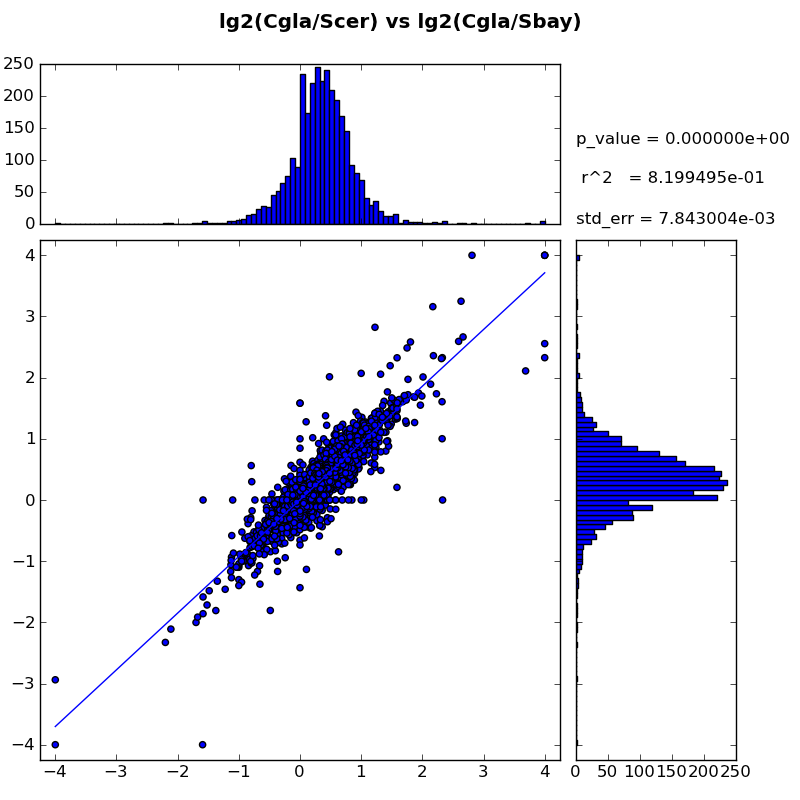 lg2(Cgla/Scer) vs lg2(Cgla/Sbay)
250
200
150
100
50
0
p_value = 0.000000e+00
r^2 = 8.199495e-01
std_err = 7.843004e-03
4
3
2
1
0
−1
−2
−3
−4
−4 −3 −2 −1 0 1 2 3 4
0 50 100 150 200 250